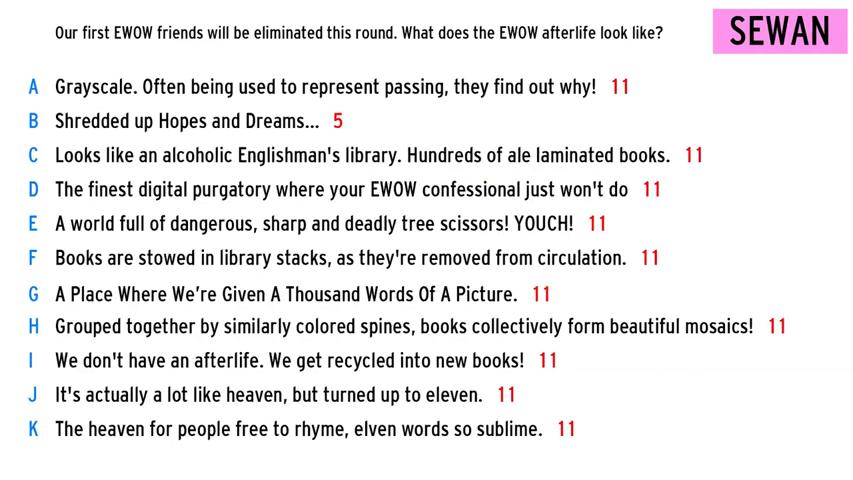 Our first EWOW friends will be eliminated this round. What does the EWOW afterlife look like?
SEWAN
A Grayscale. Often being used to represent passing, they find out why! 11
B Shredded up Hopes and Dreams... 5
C Looks like an alcoholic Englishman's library. Hundreds of ale laminated books. 11
D The finest digital purgatory where your EWOW confessional just won't do 11
E A world full of dangerous, sharp and deadly tree scissors! YOUCH! 11
F Books are stowed in library stacks, as they're removed from circulation. 11
G A Place Where We're Given A Thousand Words Of A Picture. 11
H Grouped together by similarly colored spines, books collectively form beautiful mosaics! 11
I We don't have an afterlife. We get recycled into new books! 11
J It's actually a lot like heaven, but turned up to eleven. 11
K The heaven for people free to rhyme, elven words so sublime. 11